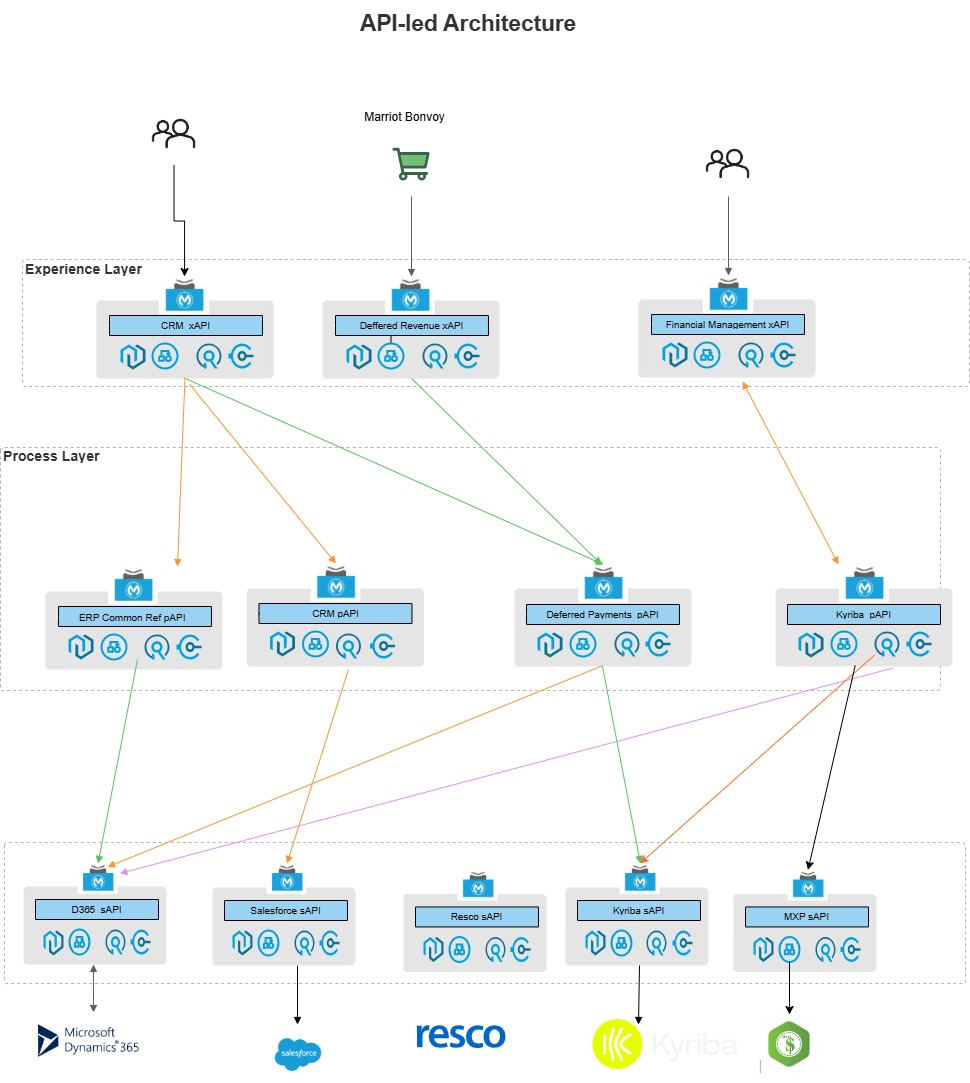 API-led Architecture
Marriot Bonvoy
Experience Layer
CRM xAPI
Deffered Revenue xAPI
Financial Management xAPI
Process Layer
ERP Common Ref pAPI
CRM pAPI
Deferred Payments pAPI
Kyriba pAPI
D365 sAPI
Salesforce sAPI
Resco sAPI
Kyriba sAPI
MXP sAPI
Microsoft
Dynamics 365
salesforce
resco
Kyriba